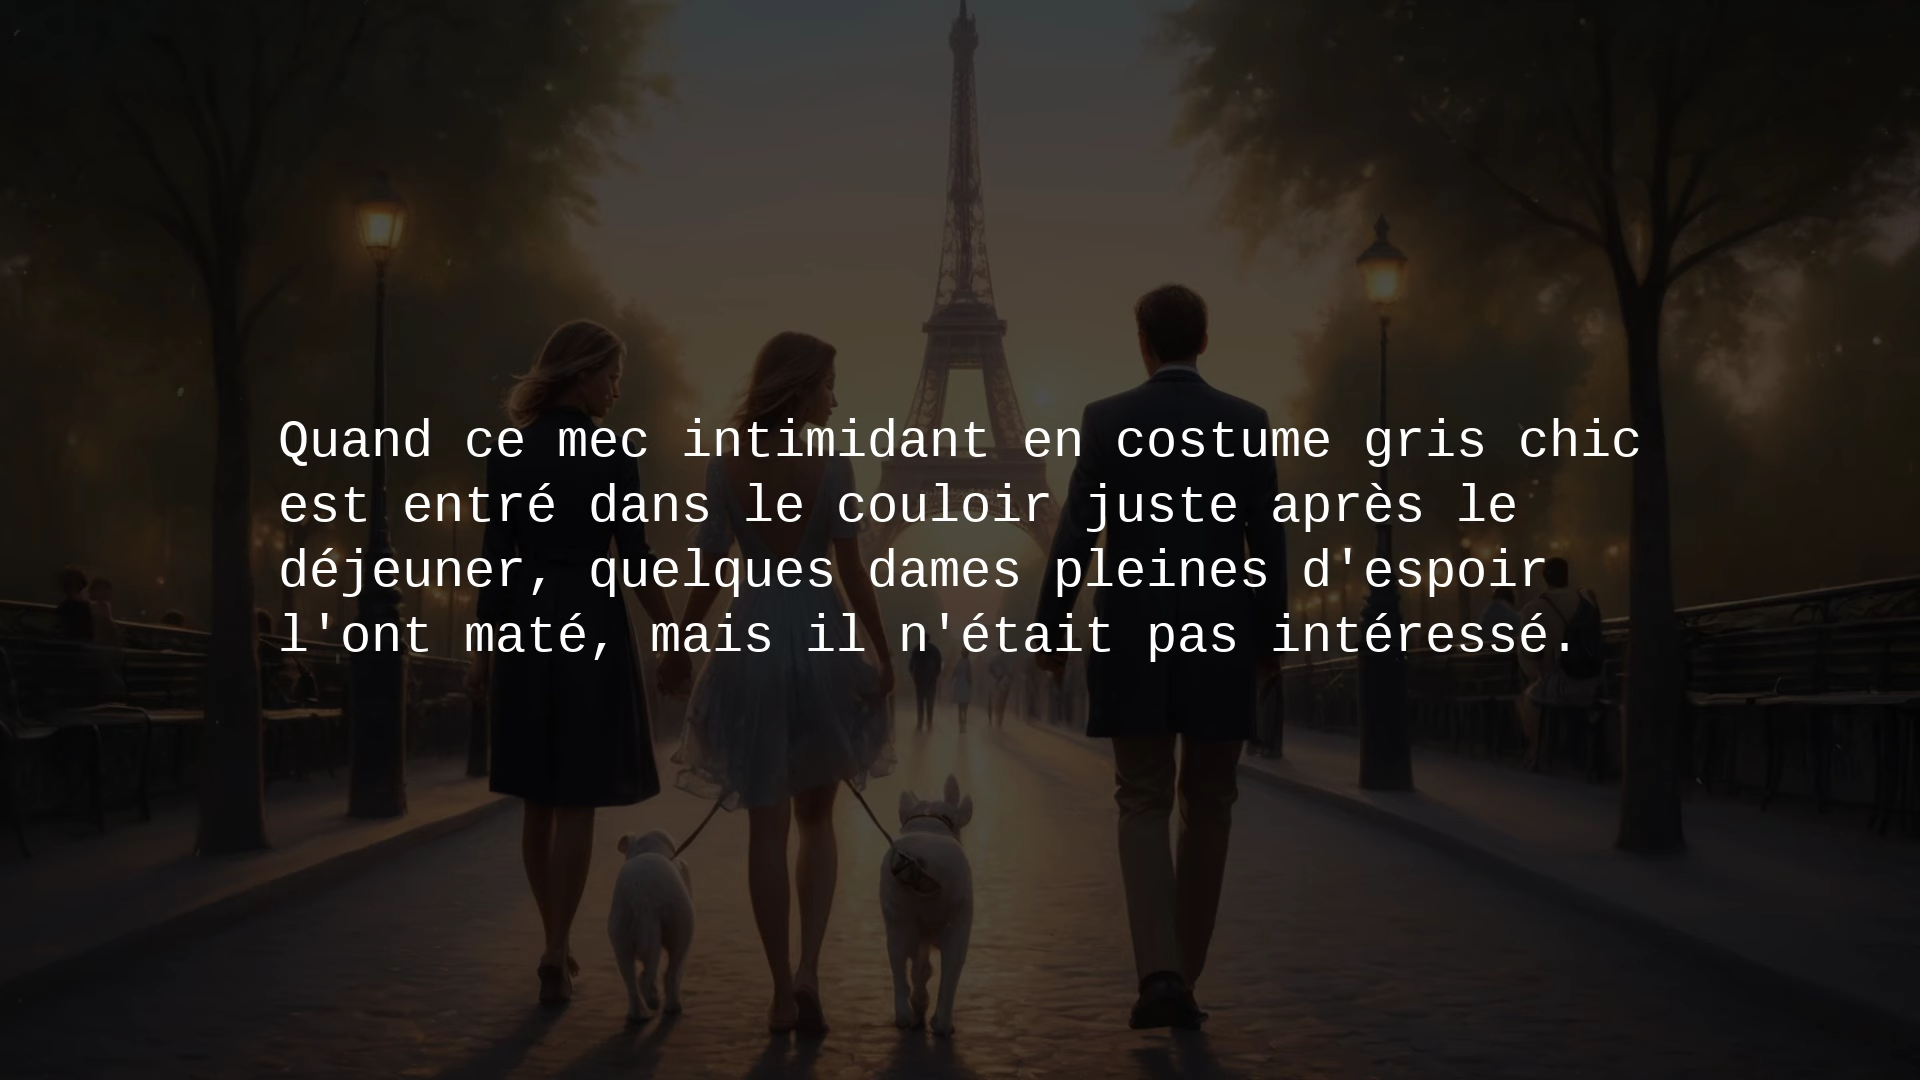 Quand ce mec intimidant en costume gris chic
est entré dans le couloir juste après le
déjeuner, quelques dames pleines d'espoir
l'ont maté, mais il n'était pas intéressé.